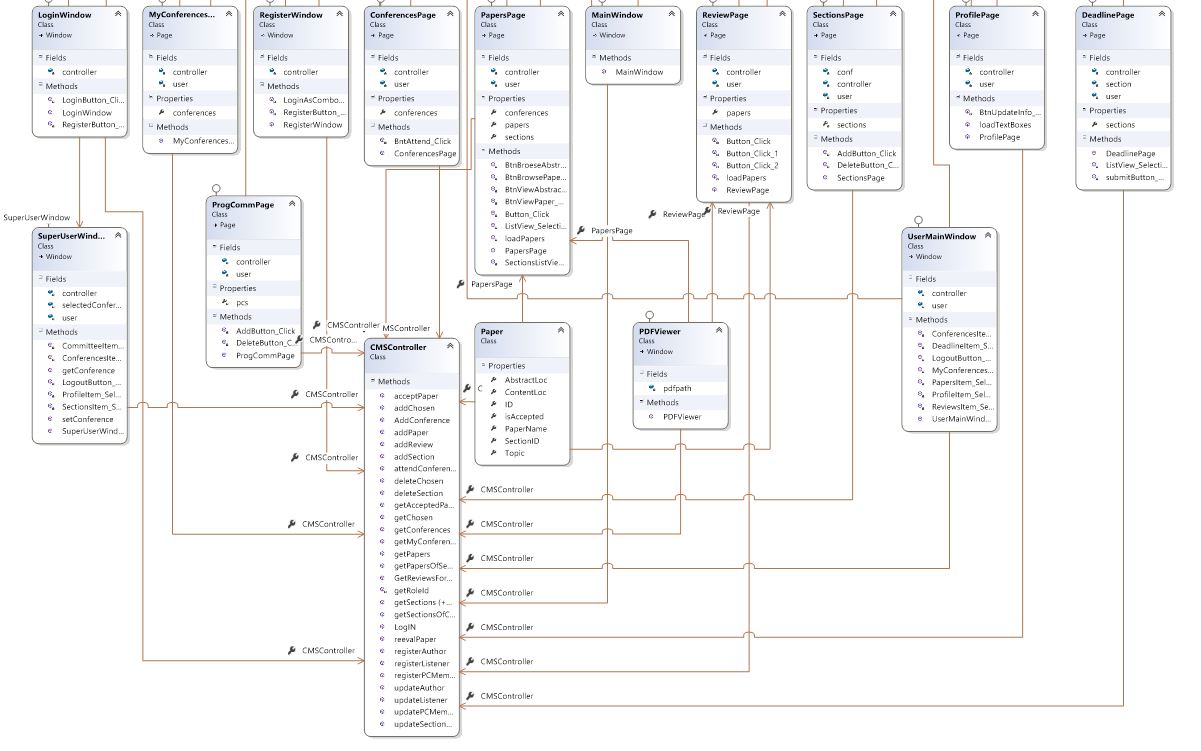 LoginWindow
Class
Window
Fields
controller
Methods
LoginButton_Cli...
LoginWindow
RegisterButton_...
MyConferences...
Class
Page
Fields
controller
user
Properties
conferences
Methods
MyConferences...
RegisterWindow
Class
Window
Fields
controller
user
Methods
LoginAsCombo...
RegisterButton_...
RegisterWindow
ConferencesPage
Class
Page
Fields
controller
user
Properties
conferences
Methods
BntAttend_Click
ConferencesPage
PapersPage
Class
Page
Fields
controller
user
Properties
conferences
papers
sections
Methods
BtnBroeseAbstr...
BtnBrowsePape...
BtnViewAbstrac...
BtnViewPaper_...
Button_Click
ListView_Selecti...
loadPapers
PapersPage
SectionsListVie...
MainWindow
Class
Window
Methods
MainWindow
ReviewPage
Class
Page
Fields
controller
user
Properties
papers
Methods
Button_Click
Button_Click_1
Button_Click_2
loadPapers
ReviewPage
SectionsPage
Class
Page
Fields
conf
controller
user
Properties
sections
Methods
AddButton_Click
DeleteButton_C...
SectionsPage
ProfilePage
Class
Page
Fields
controller
user
Methods
BtnUpdateInfo_...
loadTextBoxes
ProfilePage
DeadlinePage
Class
Page
Fields
controller
section
user
Properties
sections
Methods
DeadlinePage
ListView_Selecti...
submitButton_...
SuperUserWindow
SuperUserWind...
Class
Window
Fields
controller
selectedConfer...
user
Methods
CommitteeItem...
ConferencesIte...
getConference
LogoutButton_...
ProfileItem_Sel...
SectionsItem_S...
setConference
SuperUserWind...
ProgCommPage
Class
Page
Fields
controller
user
Properties
pcs
Methods
AddButton_Click
DeleteButton_C...
ProgCommPage
CMSController
MSController
CMSContro...
CMSController
CMSController
CMSController
CMSController
CMSController
Class
Methods
acceptPaper
addChosen
AddConference
addPaper
addReview
addSection
attendConferen...
deleteChosen
deleteSection
getAcceptedPa...
getChosen
getConferences
getMyConferen...
getPapers
getPapersOfSe...
GetReviewsFor...
getRoleId
getSections (+...
getSectionsOfC...
LogIN
reevalPaper
registerAuthor
registerListener
registerPCMem...
updateAuthor
updateListener
updatePCMem...
updateSection...
PapersPage
PapersPage
ReviewPage
ReviewPage
Paper
Class
Properties
AbstractLoc
ContentLoc
ID
isAccepted
PaperName
SectionID
Topic
C
PDFViewer
Class
Window
Fields
pdfpath
Methods
PDFViewer
UserMainWindow
Class
Window
Fields
controller
user
Methods
ConferencesIte...
DeadlineItem_S...
LogoutButton_...
MyConferences...
PapersItem_Sel...
ProfileItem_Sel...
ReviewsItem_Se...
UserMainWind...
CMSController
CMSController
CMSController
CMSController
CMSController
CMSController
CMSController